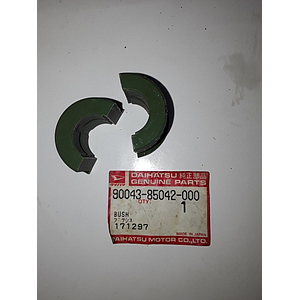 DAIHATSU 純正部品
GENUINE PARTS
90043-85042-000
QTY. 1
BUSH
171297
MADE IN JAPAN
DAIHATSU MOTOR CO., LTD.